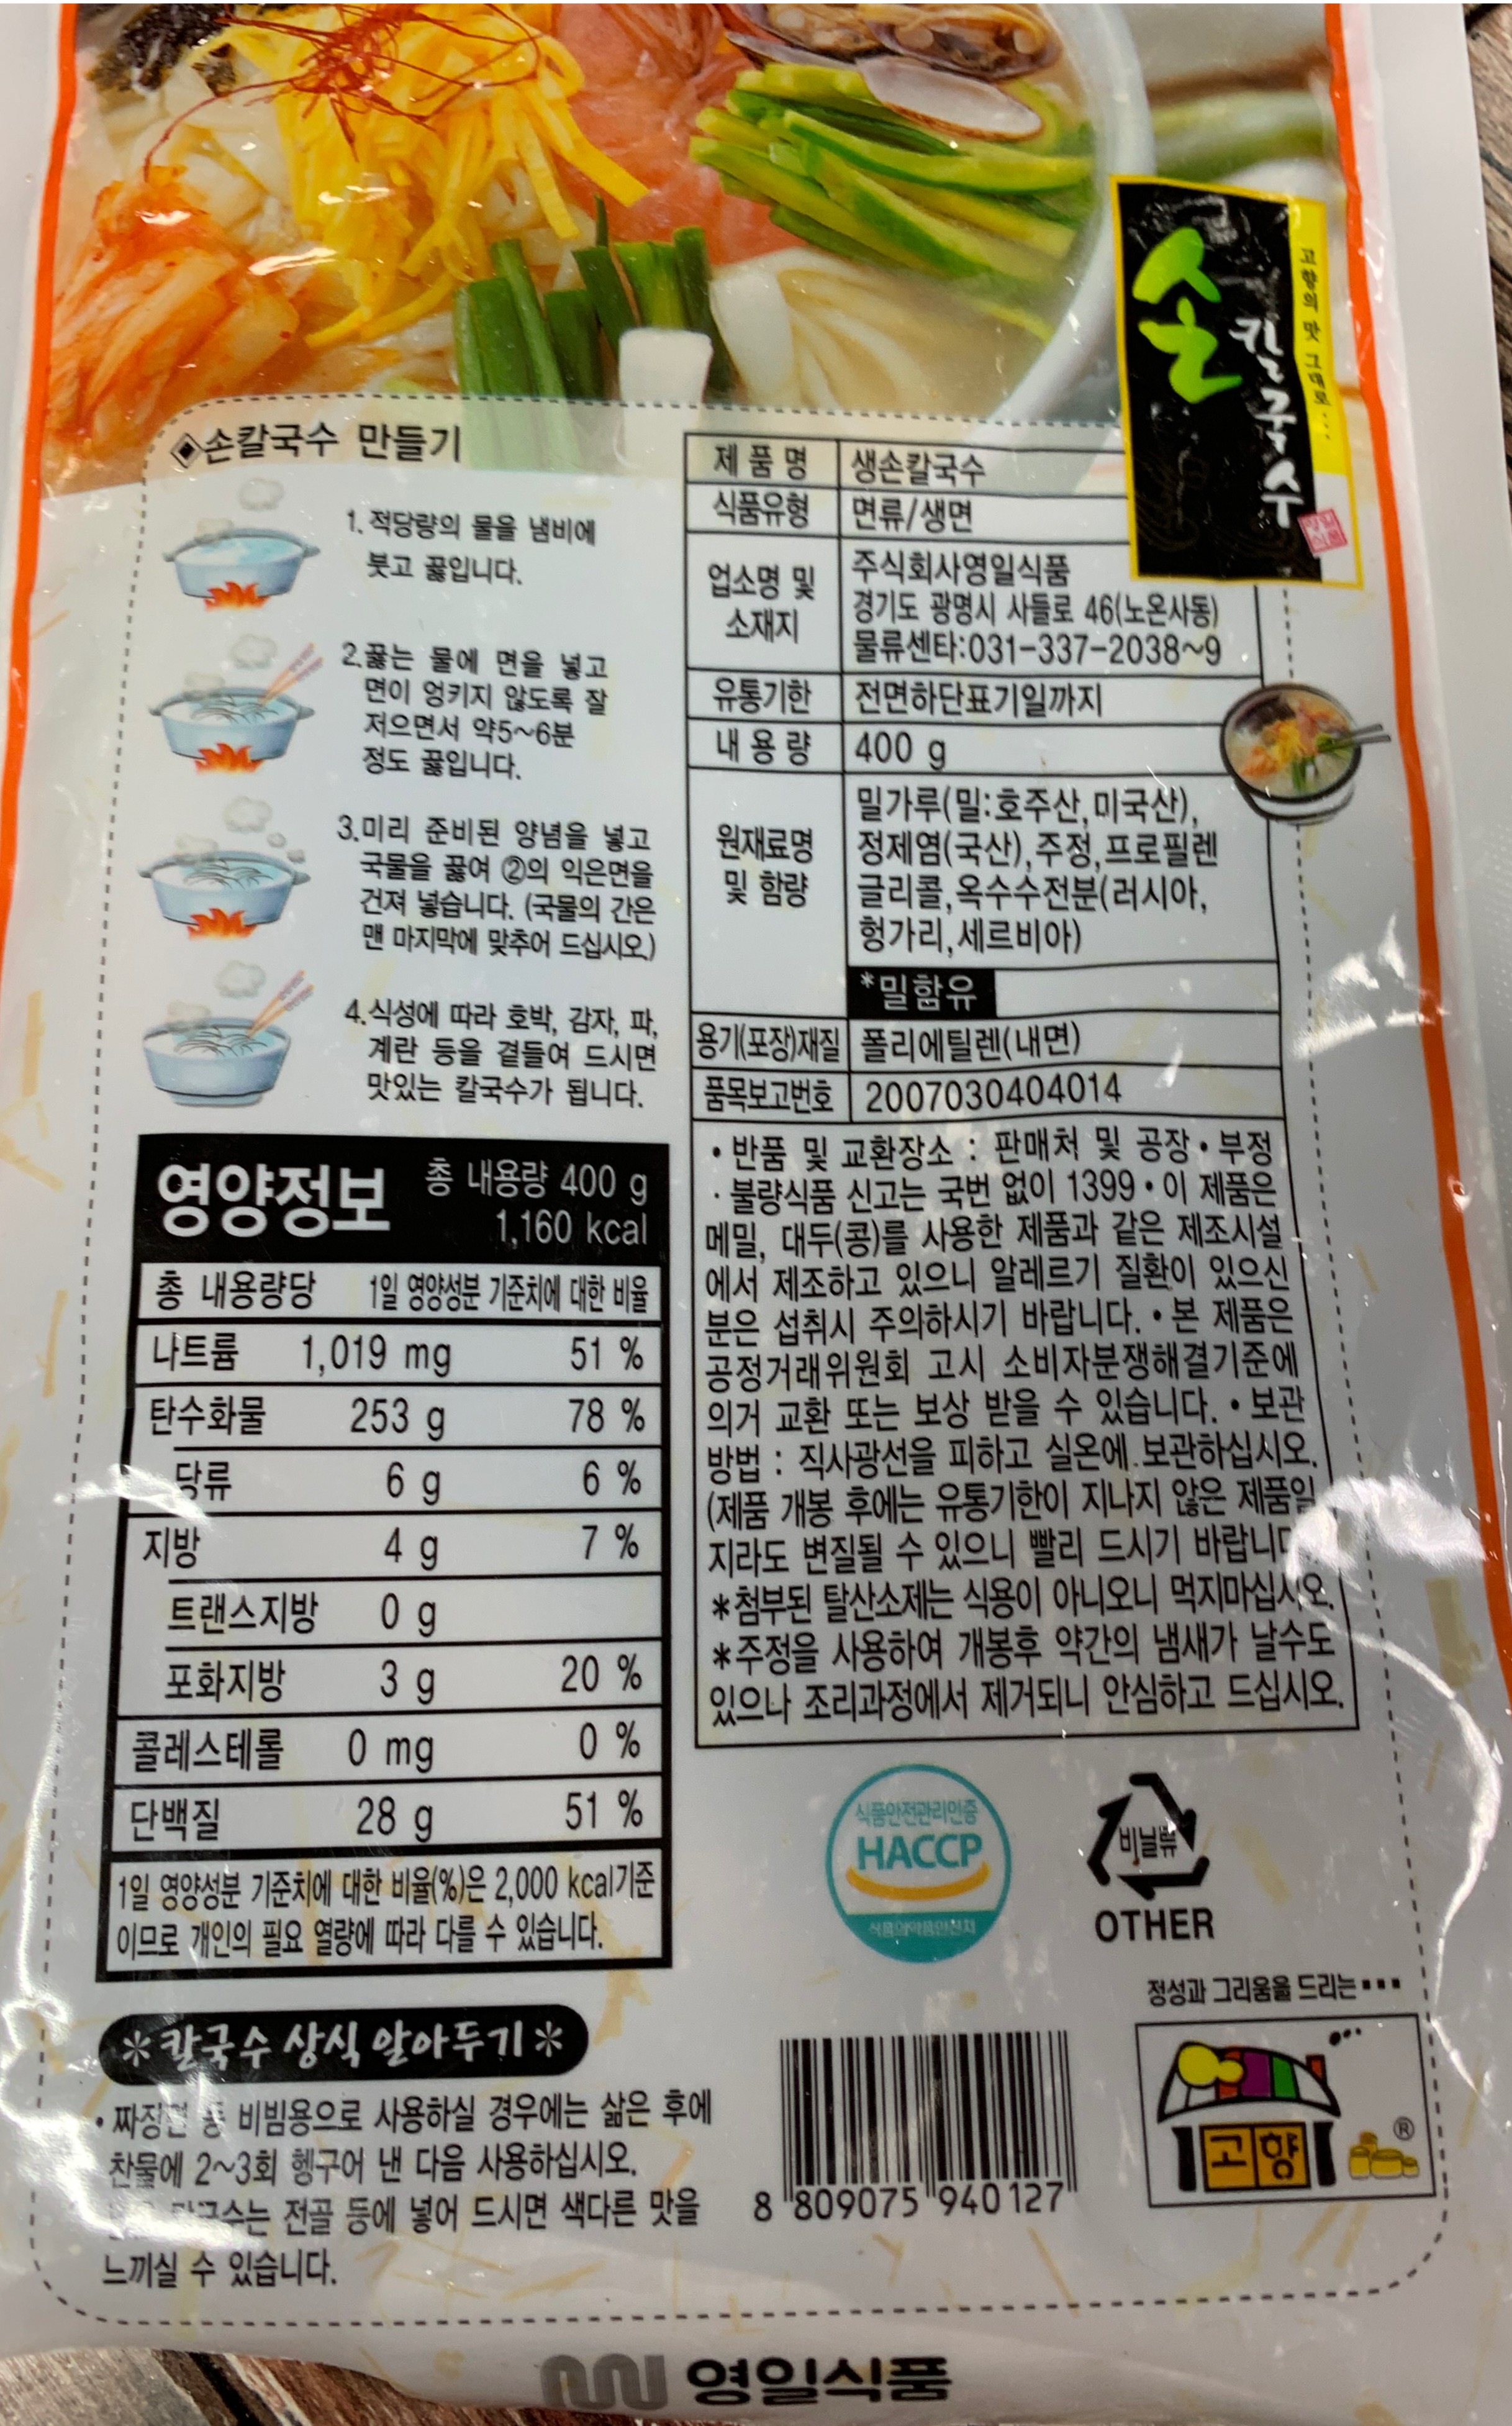 고향의 맛 그대로...
손칼국수
영일식품
◈손칼국수 만들기
1. 적당량의 물을 냄비에
붓고 끓입니다.
2.끓는 물에 면을 넣고
면이 엉키지 않도록 잘
저으면서 약5~6분
정도 끓입니다.
3.미리 준비된 양념을 넣고
국물을 끓여 ②의 익은면을
건져 넣습니다. (국물의 간은
맨 마지막에 맞추어 드십시오.)
4.식성에 따라 호박, 감자, 파,
계란 등을 곁들여 드시면
맛있는 칼국수가 됩니다.
제 품 명 생손칼국수
식품유형 면류/생면
업소명 및 소재지 주식회사영일식품
경기도 광명시 사들로 46(노온사동)
물류센타:031-337-2038~9
유통기한 전면하단표기일까지
내 용 량 400 g
원재료명 및 함량 밀가루(밀:호주산,미국산),
정제염(국산),주정,프로필렌
글리콜,옥수수전분(러시아,
헝가리,세르비아)
*밀함유
용기(포장)재질 폴리에틸렌(내면)
품목보고번호 2007030404014
• 반품 및 교환장소 : 판매처 및 공장 • 부정
· 불량식품 신고는 국번 없이 1399 • 이 제품은
메밀, 대두(콩)를 사용한 제품과 같은 제조시설
에서 제조하고 있으니 알레르기 질환이 있으신
분은 섭취시 주의하시기 바랍니다. • 본 제품은
공정거래위원회 고시 소비자분쟁해결기준에
의거 교환 또는 보상 받을 수 있습니다. • 보관
방법 : 직사광선을 피하고 실온에 보관하십시오.
(제품 개봉 후에는 유통기한이 지나지 않은 제품일
지라도 변질될 수 있으니 빨리 드시기 바랍니다.)
*첨부된 탈산소제는 식용이 아니오니 먹지마십시오.
*주정을 사용하여 개봉후 약간의 냄새가 날수도
있으나 조리과정에서 제거되니 안심하고 드십시오.
영양정보 총 내용량 400 g
1,160 kcal
총 내용량당 1일 영양성분 기준치에 대한 비율
나트륨 1,019 mg 51 %
탄수화물 253 g 78 %
당류 6 g 6 %
지방 4 g 7 %
트랜스지방 0 g
포화지방 3 g 20 %
콜레스테롤 0 mg 0 %
단백질 28 g 51 %
1일 영양성분 기준치에 대한 비율(%)은 2,000 kcal기준
이므로 개인의 필요 열량에 따라 다를 수 있습니다.
식품안전관리인증
HACCP
식품의약품안전처
비닐류
OTHER
*칼국수 상식 알아두기*
• 비빔용으로 사용하실 경우에는 삶은 후에
찬물에 2~3회 헹구어 낸 다음 사용하십시오.
전골 등에 넣어 드시면 색다른 맛을
느끼실 수 있습니다.
8 809075 940127
정성과 그리움을 드리는...
고향 ®
영일식품